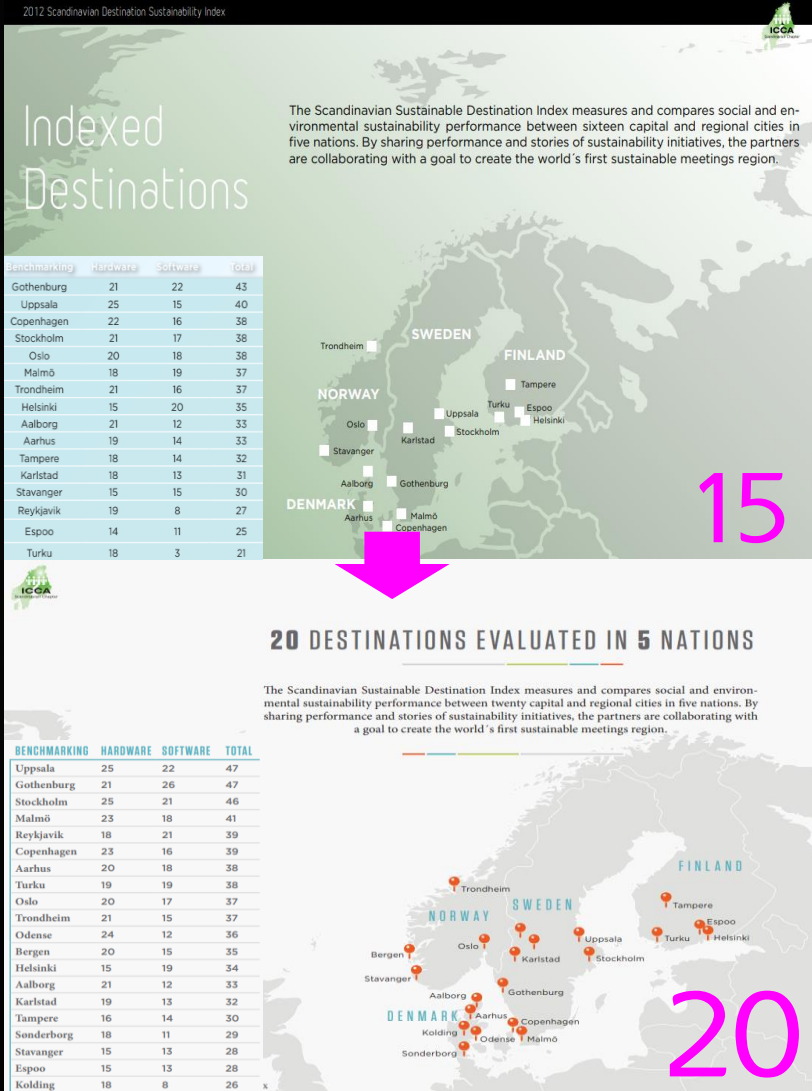 2012 Scandinavian Destination Sustainability Index
ICCA
Scandinavian Chapter
Indexed
Destinations
The Scandinavian Sustainable Destination Index measures and compares social and en-
vironmental sustainability performance between sixteen capital and regional cities in
five nations. By sharing performance and stories of sustainability initiatives, the partners
are collaborating with a goal to create the world´s first sustainable meetings region.
Benchmarking Hardware Software Total
Gothenburg 21 22 43
Uppsala 25 15 40
Copenhagen 22 16 38
Stockholm 21 17 38
Oslo 20 18 38
Malmö 18 19 37
Trondheim 21 16 37
Helsinki 15 20 35
Aalborg 21 12 33
Aarhus 19 14 33
Tampere 18 14 32
Karlstad 18 13 31
Stavanger 15 15 30
Reykjavik 19 8 27
Espoo 14 11 25
Turku 18 3 21
SWEDEN
Trondheim
FINLAND
Tampere
NORWAY
Turku
Espoo
Uppsala
Helsinki
Oslo
Stockholm
Karlstad
Stavanger
Aalborg
Gothenburg
DENMARK
Aarhus
Malmö
Copenhagen
15
ICCA
Scandinavian Chapter
20 DESTINATIONS EVALUATED IN 5 NATIONS
The Scandinavian Sustainable Destination Index measures and compares social and environ-
mental sustainability performance between twenty capital and regional cities in five nations. By
sharing performance and stories of sustainability initiatives, the partners are collaborating with
a goal to create the world´s first sustainable meetings region.
BENCHMARKING HARDWARE SOFTWARE TOTAL
Uppsala 25 22 47
Gothenburg 21 26 47
Stockholm 25 21 46
Malmö 23 18 41
Reykjavik 18 21 39
Copenhagen 23 16 39
Aarhus 20 18 38
Turku 19 19 38
Oslo 20 17 37
Trondheim 21 15 37
Odense 24 12 36
Bergen 20 15 35
Helsinki 15 19 34
Aalborg 21 12 33
Karlstad 19 13 32
Tampere 16 14 30
Sønderborg 18 11 29
Stavanger 15 13 28
Espoo 15 13 28
Kolding 18 8 26
x
FINLAND
Trondheim
Tampere
SWEDEN
NORWAY
Espoo
Oslo
Uppsala
Turku
Helsinki
Bergen
Karlstad
Stockholm
Stavanger
Gothenburg
Aalborg
DENMARK
Aarhus
Copenhagen
Kolding
Odense
Malmö
Sonderborg
20